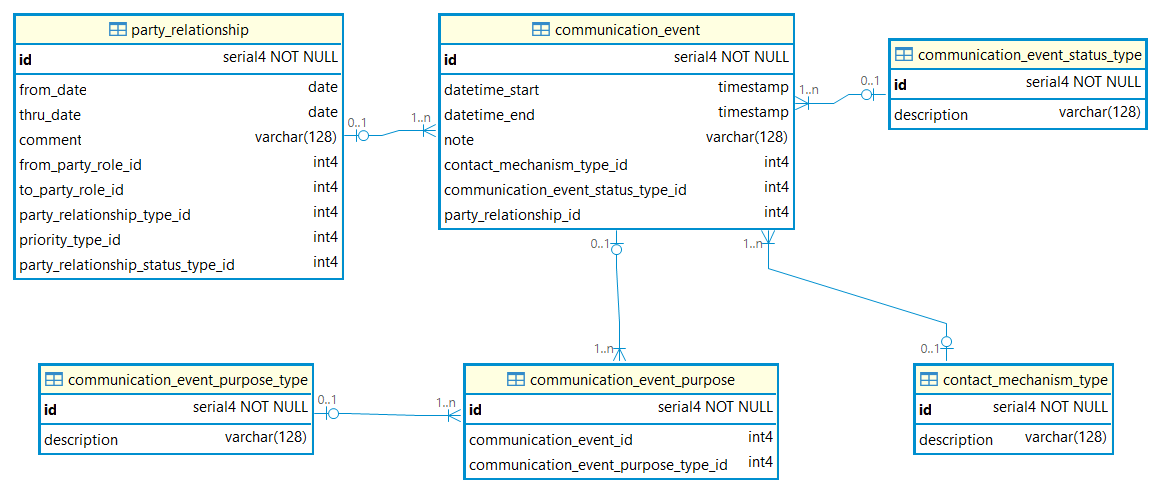 party_relationship
id serial4 NOT NULL
from_date date
thru_date date
comment varchar(128)
from_party_role_id int4
to_party_role_id int4
party_relationship_type_id int4
priority_type_id int4
party_relationship_status_type_id int4
0..1
1..n
communication_event
id serial4 NOT NULL
datetime_start timestamp
datetime_end timestamp
note varchar(128)
contact_mechanism_type_id int4
communication_event_status_type_id int4
party_relationship_id int4
1..n
0..1
communication_event_status_type
id serial4 NOT NULL
description varchar(128)
0..1
1..n
1..n
0..1
communication_event_purpose_type
id serial4 NOT NULL
description varchar(128)
0..1
1..n
communication_event_purpose
id serial4 NOT NULL
communication_event_id int4
communication_event_purpose_type_id int4
contact_mechanism_type
id serial4 NOT NULL
description varchar(128)